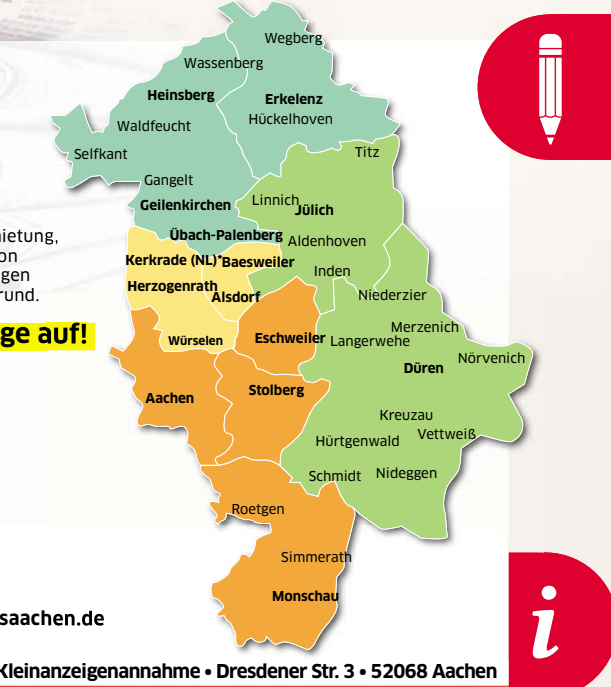 Wegberg
Wassenberg
Heinsberg
Erkelenz
Hückelhoven
Waldfeucht
Titz
Selfkant
Gangelt
Linnich
Geilenkirchen
Jülich
Übach-Palenberg
Aldenhoven
Kerkrade (NL)*
Baesweiler
Inden
Herzogenrath
Alsdorf
Niederzier
Merzenich
Würselen
Eschweiler
Langerwehe
Nörvenich
Düren
Stolberg
Aachen
Kreuzau
Vettweiß
Hürtgenwald
Schmidt
Nideggen
Roetgen
Simmerath
Monschau
ietung,
on
gen
rund.
ge auf!
saachen.de
Kleinanzeigenannahme • Dresdener Str. 3 • 52068 Aachen
i